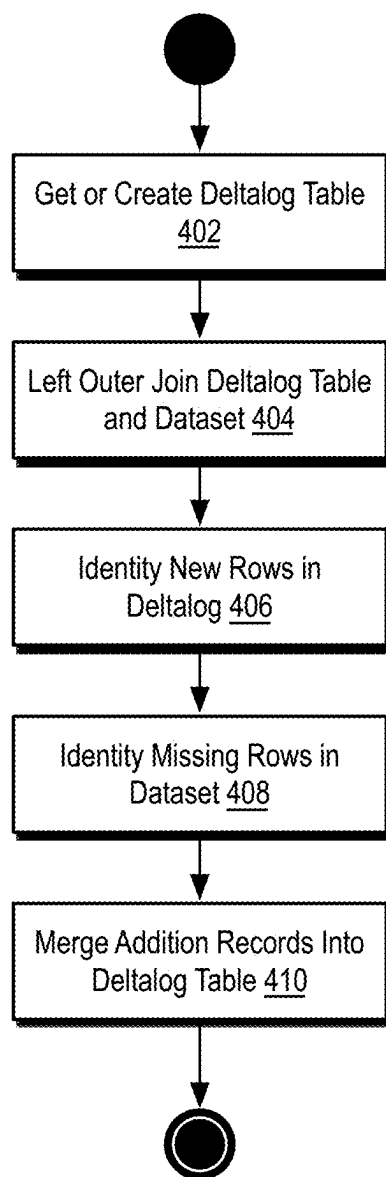 Get or Create Deltalog Table
402
Left Outer Join Deltalog Table
and Dataset 404
Identity New Rows in
Deltalog 406
Identity Missing Rows in
Dataset 408
Merge Addition Records Into
Deltalog Table 410